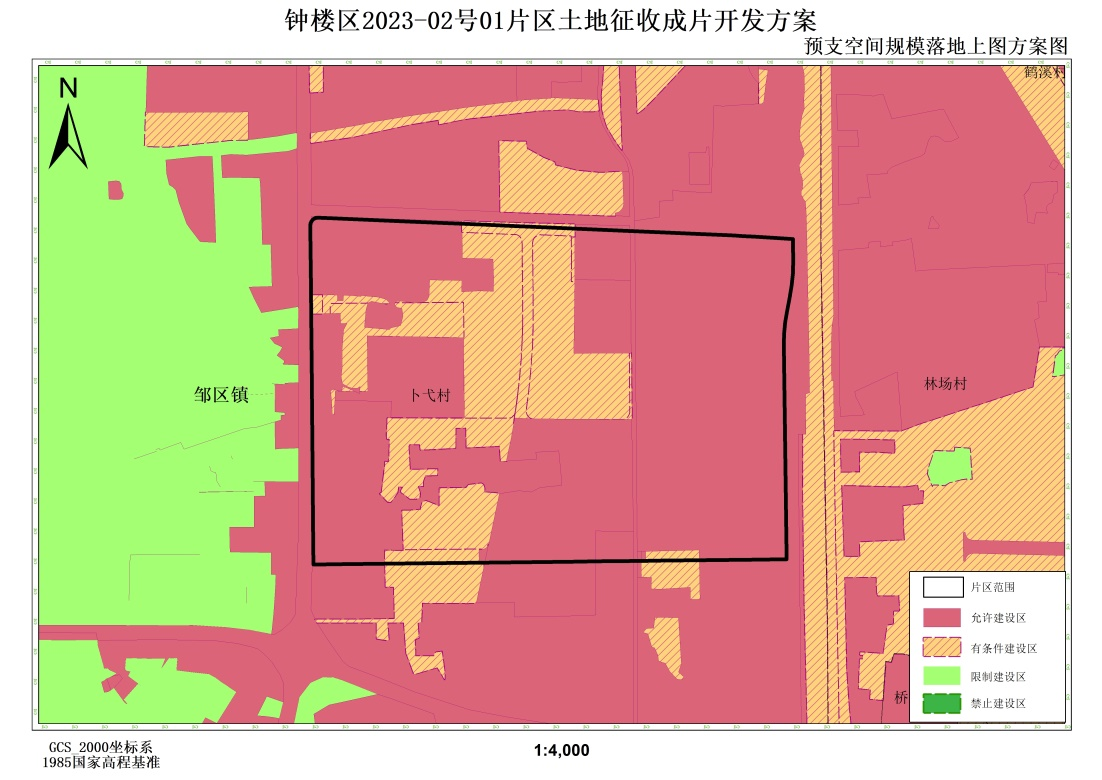 钟楼区2023-02号01片区土地征收成片开发方案
预支空间规模落地上图方案图
N
鹤溪村
邹区镇
卜弋村
林场村
桥
片区范围
允许建设区
有条件建设区
限制建设区
禁止建设区
GCS_2000坐标系
1985国家高程基准
1:4,000